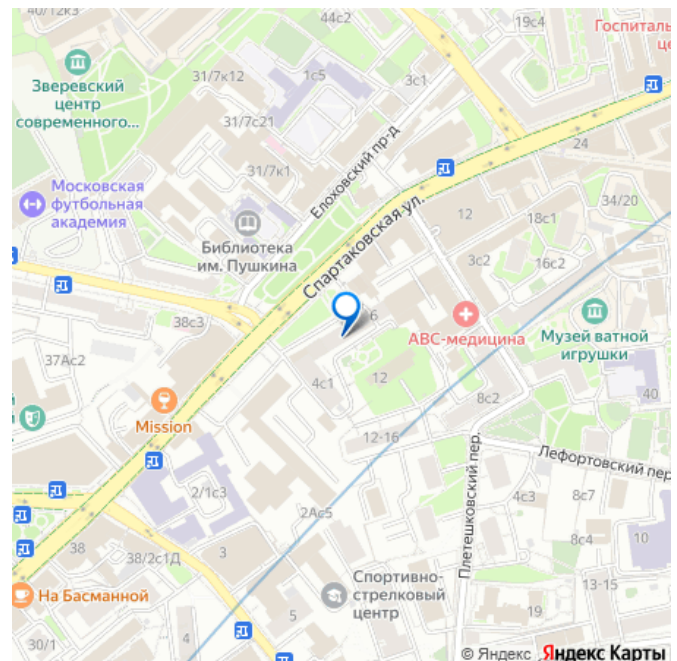 40/12к3
44с2
19с4
Госпиталь
це
Зверевский
центр
современного...
31/7к12
1с5
3с1
31/7с21
24
Московская
футбольная
академия
31/7к1
Елоховский пр-д
34/20
Библиотека
им. Пушкина
Спартаковская ул.
12
18с1
3с2
16с2
38с3
6
АВС-медицина
Музей ватной
игрушки
37Ас2
4с1
12
8с2
40
Mission
12-16
Плетешковский пер.
Лефортовский пер.
2/1с3
2Ас5
4с3
8с7
8с4
10
38
38/2с1Д
3
13-15
На Басманной
Спортивно-
стрелковый
центр
4
5
19
30/1
© Яндекс Яндекс Карты